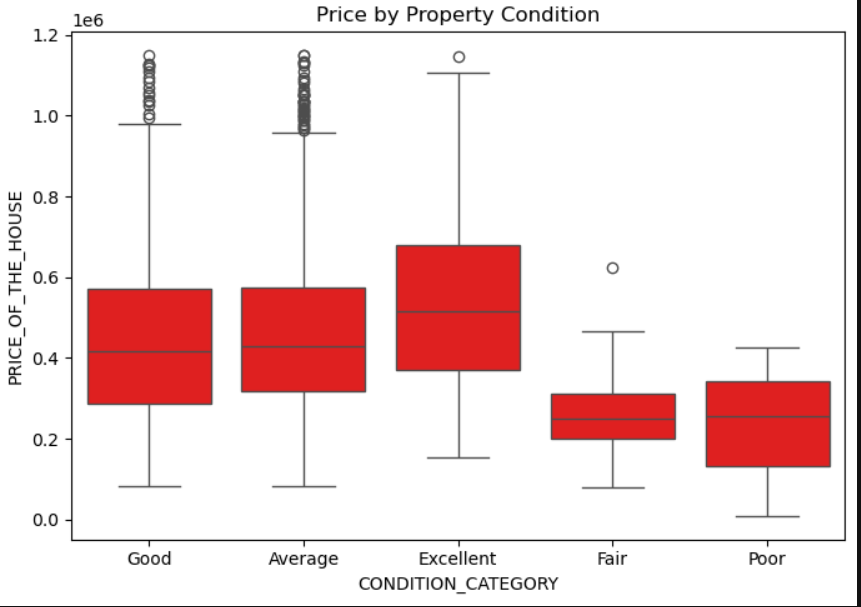 Price by Property Condition
1e6
1.2
1.0
0.8
0.6
0.4
0.2
0.0
PRICE_OF_THE_HOUSE
Good Average Excellent Fair Poor
CONDITION_CATEGORY